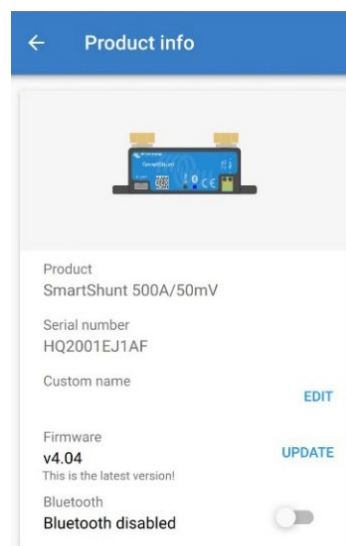 Product info
SmartShunt
Product
SmartShunt 500A/50mV
Serial number
HQ2001EJ1AF
Custom name
EDIT
Firmware
v4.04
UPDATE
This is the latest version!
Bluetooth
Bluetooth disabled